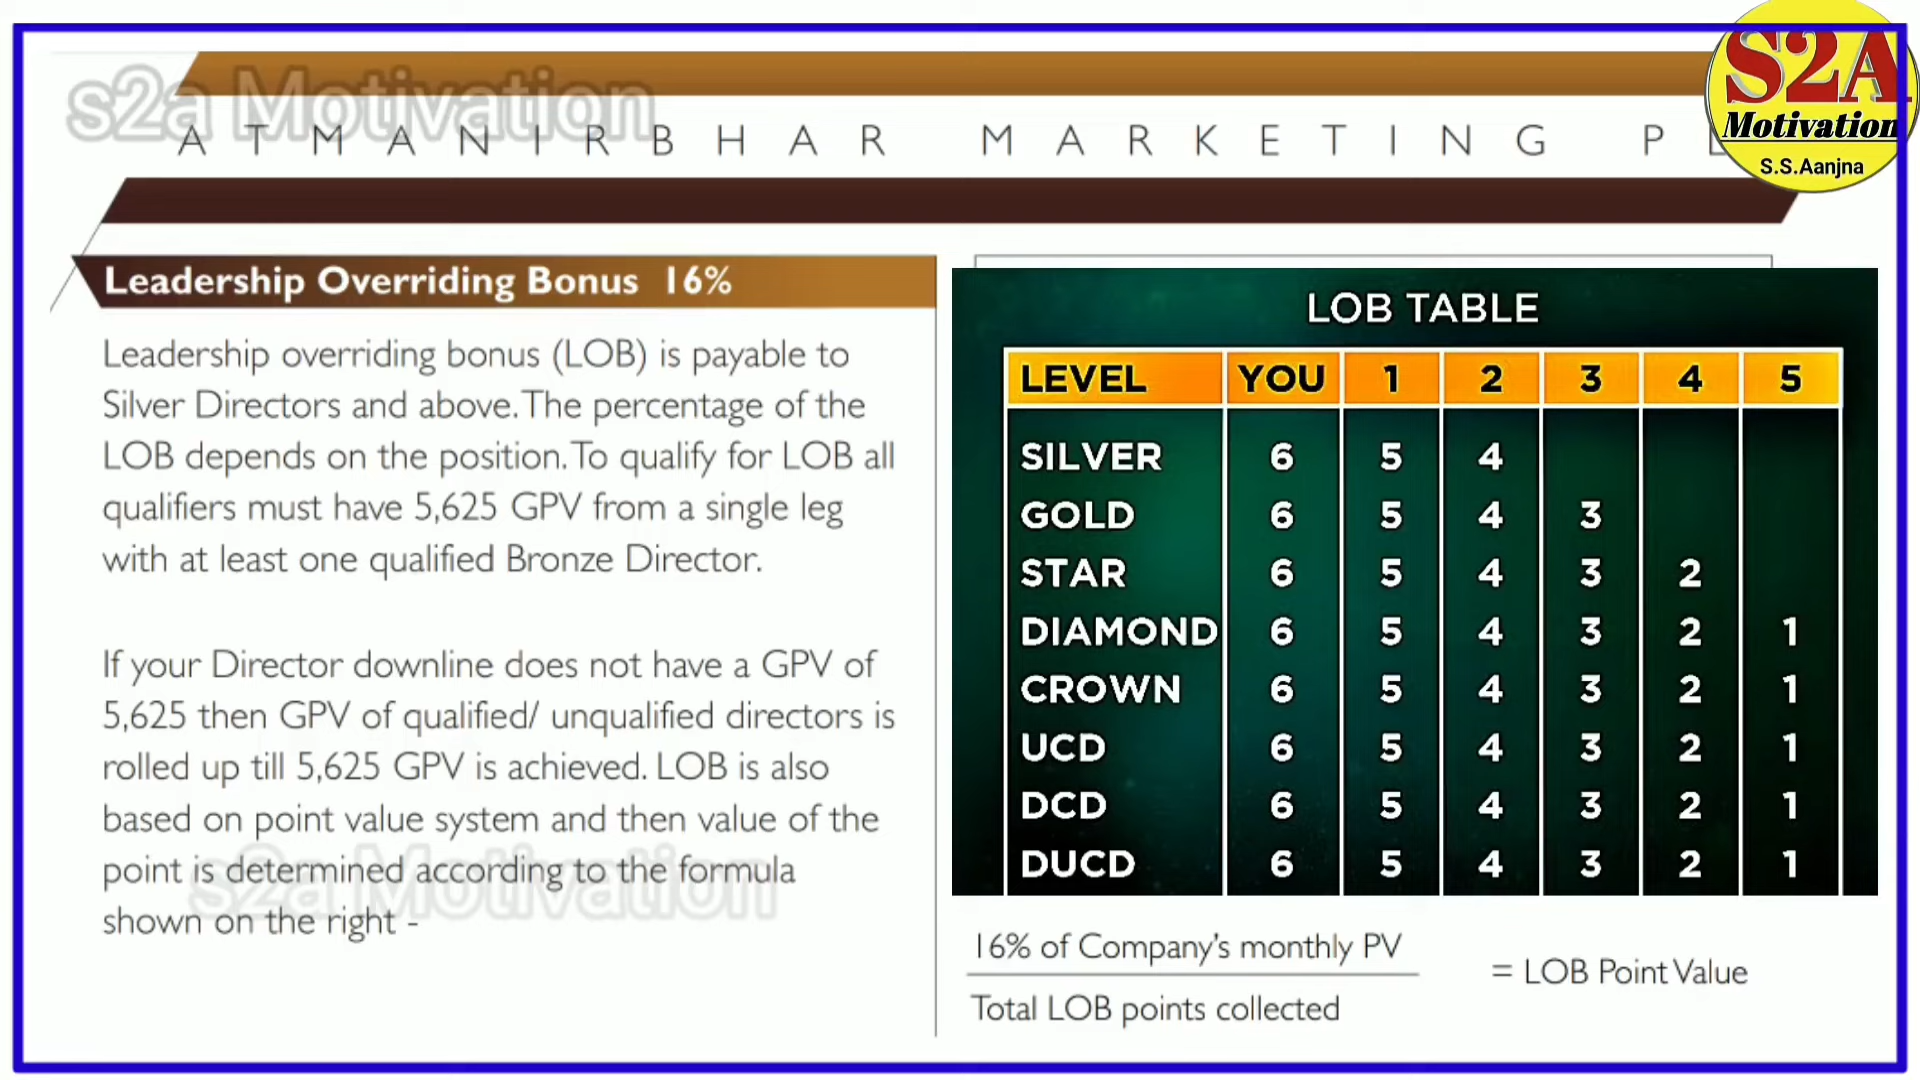 s2a Motivation
S2A
Motivation
S.S.Aanjna
ATMANIRBHAR MARKETING
Leadership Overriding Bonus 16%
Leadership overriding bonus (LOB) is payable to
Silver Directors and above. The percentage of the
LOB depends on the position. To qualify for LOB all
qualifiers must have 5,625 GPV from a single leg
with at least one qualified Bronze Director.
If your Director downline does not have a GPV of
5,625 then GPV of qualified/ unqualified directors is
rolled up till 5,625 GPV is achieved. LOB is also
based on point value system and then value of the
point is determined according to the formula
shown on the right -
s2a Motivation
LOB TABLE
LEVEL YOU 1 2 3 4 5
SILVER 6 5 4
GOLD 6 5 4 3
STAR 6 5 4 3 2
DIAMOND 6 5 4 3 2 1
CROWN 6 5 4 3 2 1
UCD 6 5 4 3 2 1
DCD 6 5 4 3 2 1
DUCD 6 5 4 3 2 1
16% of Company's monthly PV
Total LOB points collected
= LOB Point Value